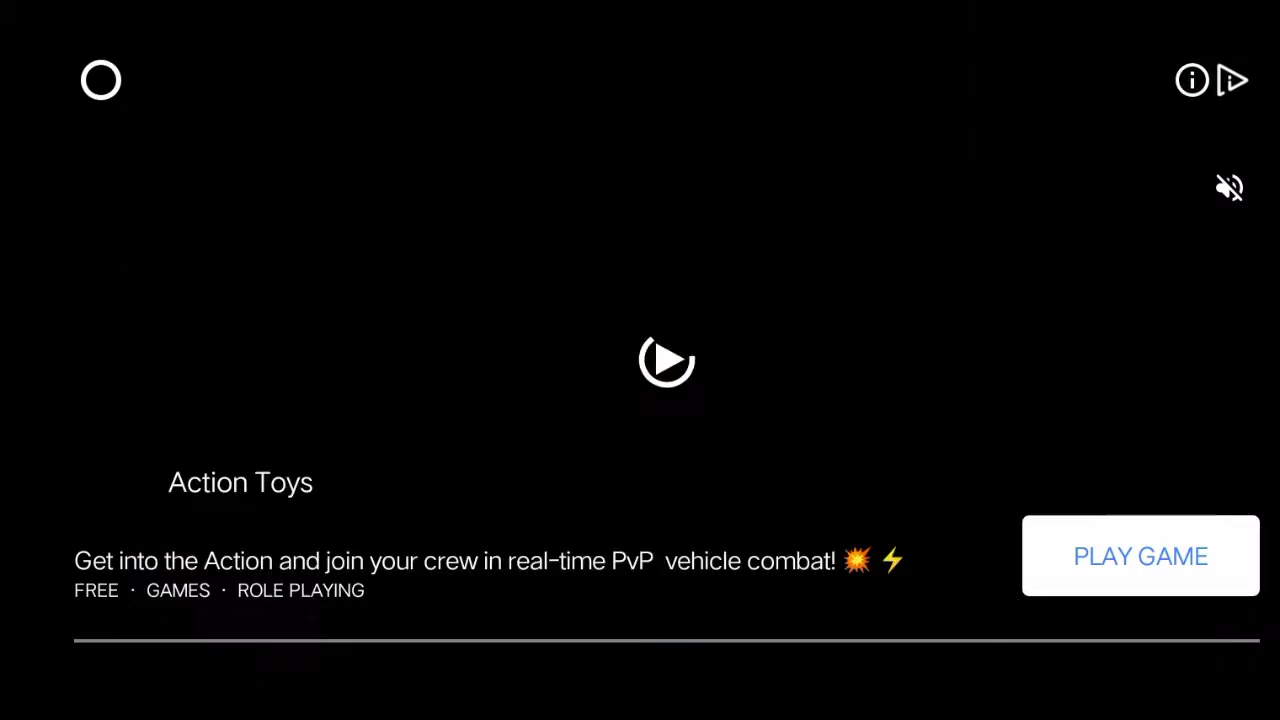 Action Toys
Get into the Action and join your crew in real-time PvP vehicle combat! 💥 ⚡
FREE · GAMES · ROLE PLAYING
PLAY GAME